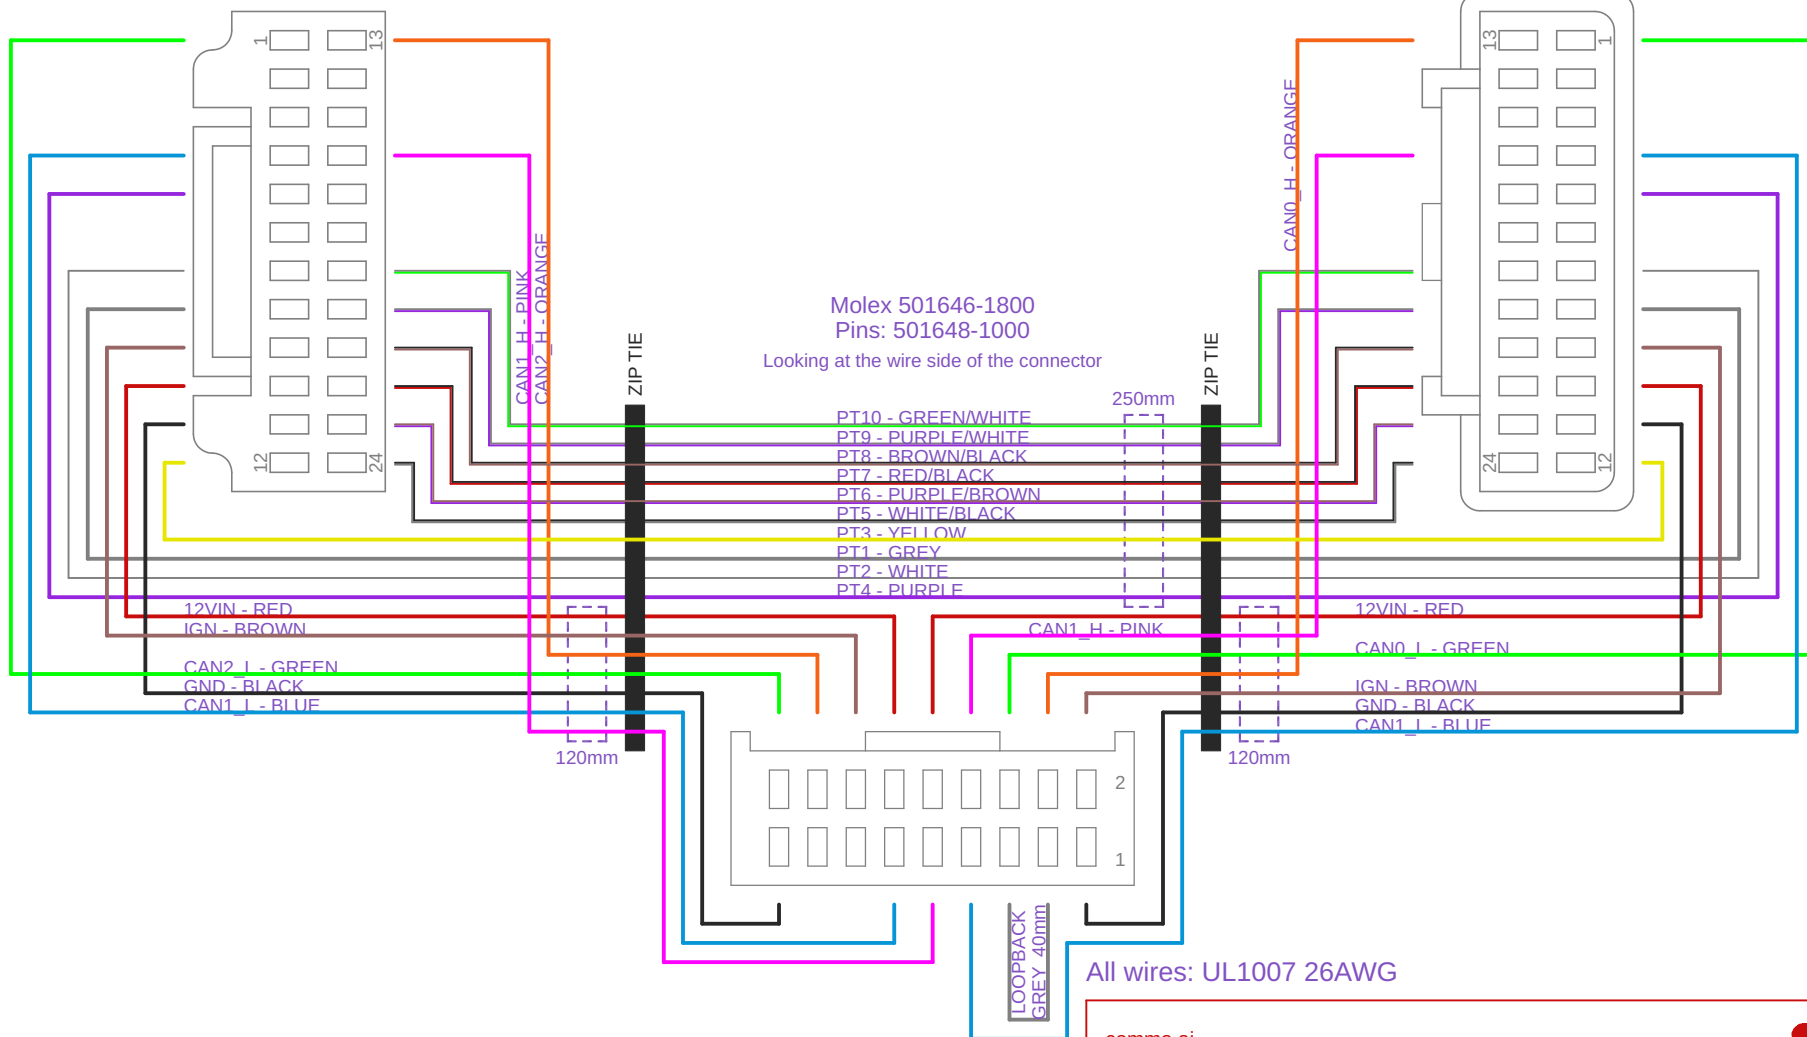 1
13
13
1
CAN0_H - ORANGE
CAN1_H - PINK
CAN2_H - ORANGE
Molex 501646-1800
Pins: 501648-1000
Looking at the wire side of the connector
ZIP TIE
ZIP TIE
250mm
PT10 - GREEN/WHITE
PT9 - PURPLE/WHITE
PT8 - BROWN/BLACK
PT7 - RED/BLACK
PT6 - PURPLE/BROWN
PT5 - WHITE/BLACK
PT3 - YELLOW
PT1 - GREY
PT2 - WHITE
PT4 - PURPLE
12
24
24
12
12VIN - RED
IGN - BROWN
CAN2_L - GREEN
GND - BLACK
CAN1_L - BLUE
120mm
CAN1_H - PINK
12VIN - RED
CAN0_L - GREEN
IGN - BROWN
GND - BLACK
CAN1_L - BLUE
120mm
2
1
LOOPBACK
GREY 40mm
All wires: UL1007 26AWG